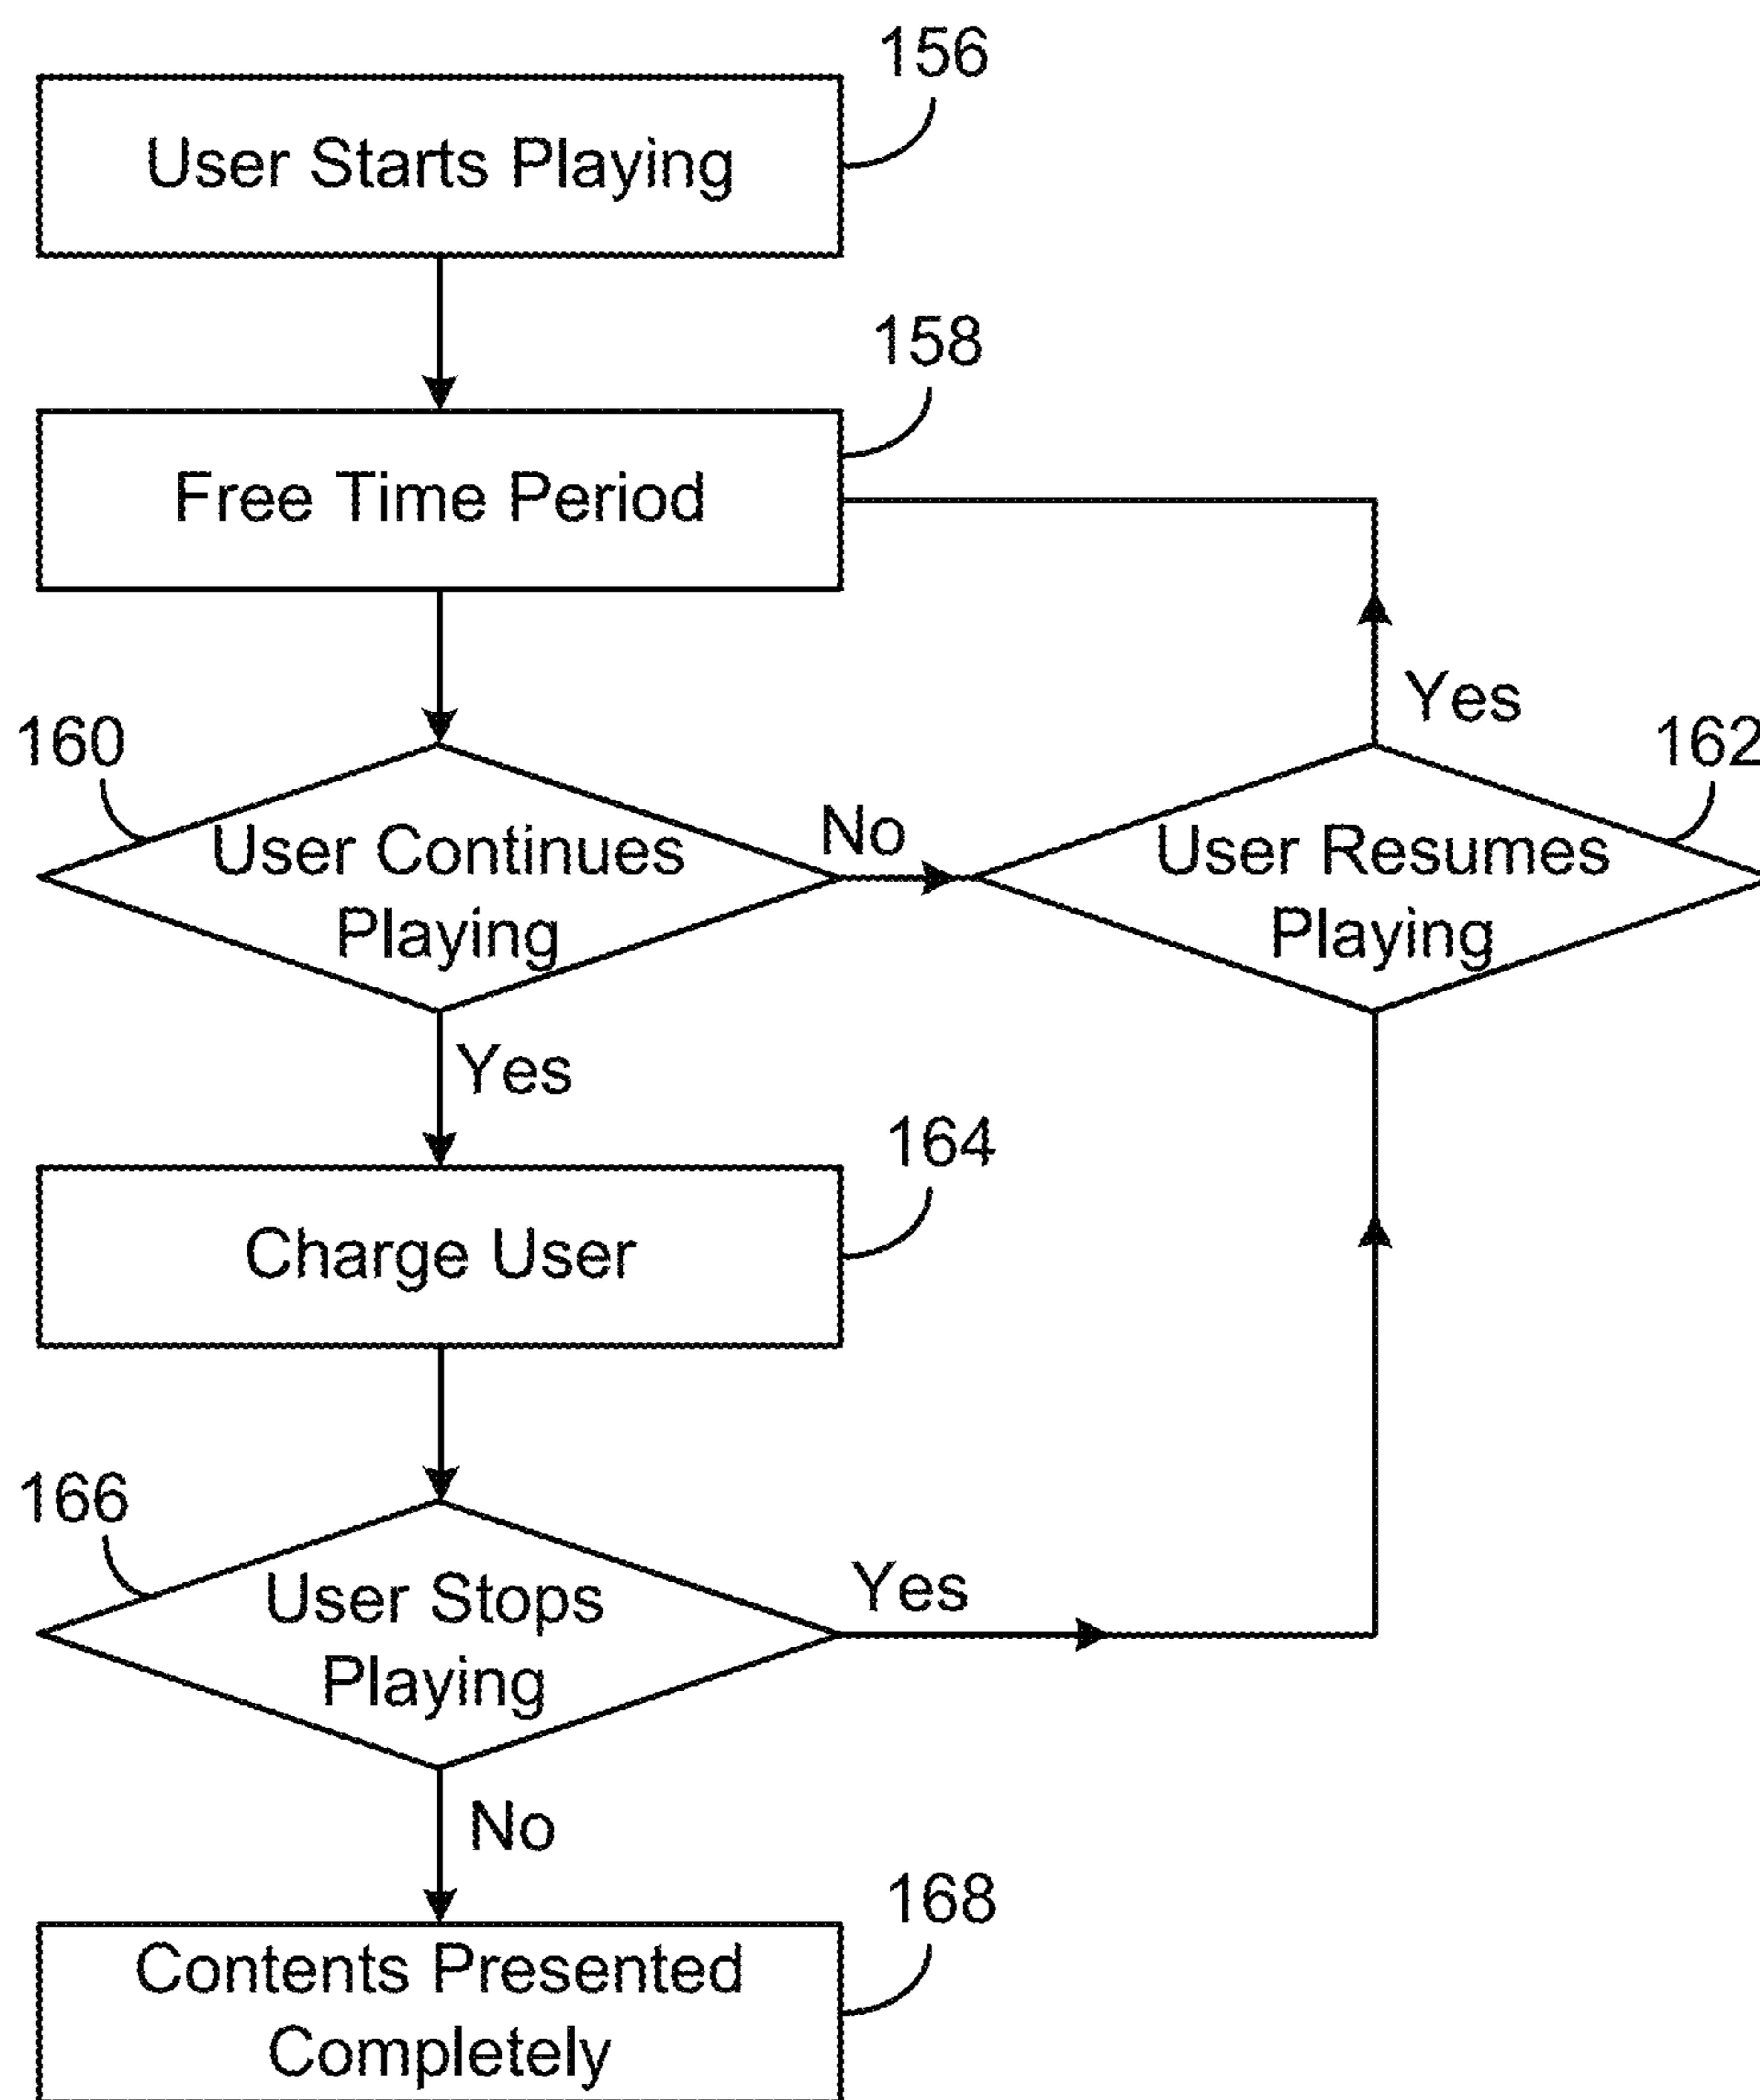 156
User Starts Playing
158
Free Time Period
Yes
160
162
User Continues
Playing
No
User Resumes
Playing
Yes
164
Charge User
166
User Stops
Playing
Yes
No
168
Contents Presented
Completely